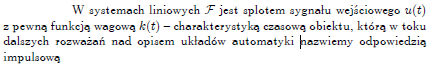 W systemach liniowych ℱ jest splotem sygnału wejściowego u(t)
z pewną funkcją wagową k(t) – charakterystyką czasową obiektu, którą w toku
dalszych rozważań nad opisem układów automatyki nazwiemy odpowiedzią
impulsową